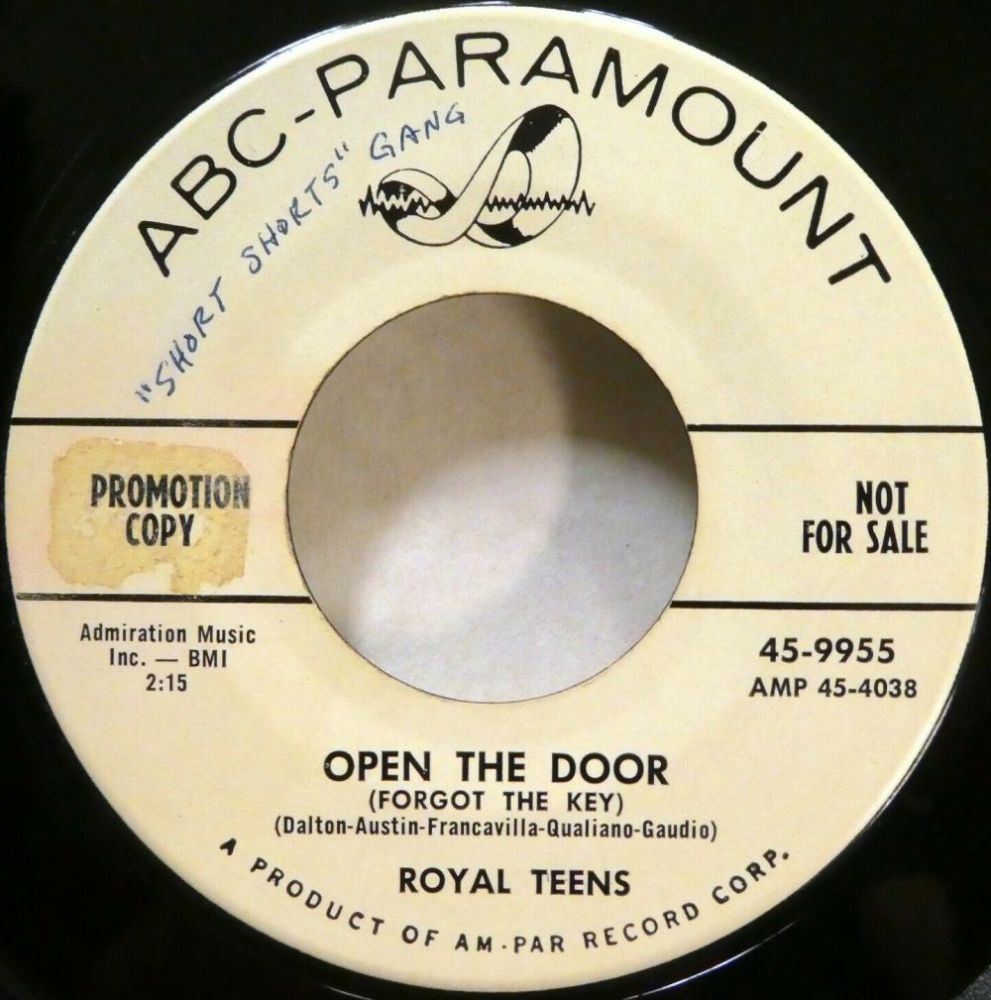 ABC-PARAMOUNT
"SHORT SHORTS" GANG
PROMOTION
COPY
NOT
FOR SALE
Admiration Music
Inc. — BMI
2:15
45-9955
AMP 45-4038
OPEN THE DOOR
(FORGOT THE KEY)
(Dalton-Austin-Francavilla-Qualiano-Gaudio)
ROYAL TEENS
A PRODUCT OF AM-PAR RECORD CORP.